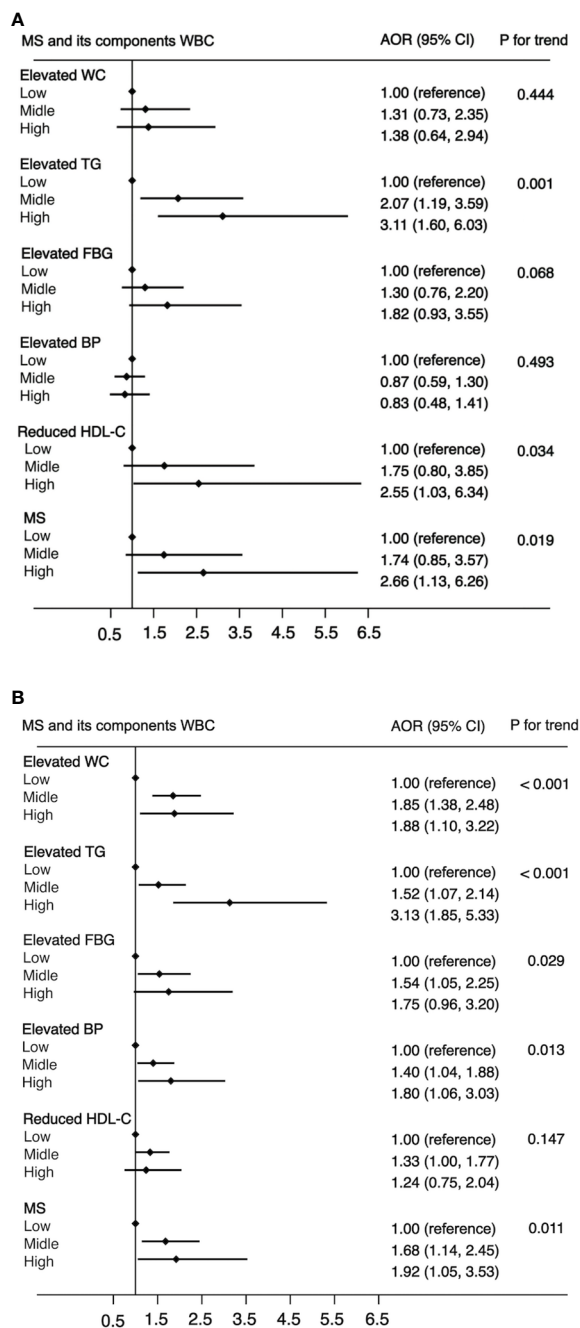 A
MS and its components WBC AOR (95% CI) P for trend
Elevated WC
Low 1.00 (reference) 0.444
Midle 1.31 (0.73, 2.35)
High 1.38 (0.64, 2.94)
Elevated TG
Low 1.00 (reference) 0.001
Midle 2.07 (1.19, 3.59)
High 3.11 (1.60, 6.03)
Elevated FBG
Low 1.00 (reference) 0.068
Midle 1.30 (0.76, 2.20)
High 1.82 (0.93, 3.55)
Elevated BP
Low 1.00 (reference) 0.493
Midle 0.87 (0.59, 1.30)
High 0.83 (0.48, 1.41)
Reduced HDL-C
Low 1.00 (reference) 0.034
Midle 1.75 (0.80, 3.85)
High 2.55 (1.03, 6.34)
MS
Low 1.00 (reference) 0.019
Midle 1.74 (0.85, 3.57)
High 2.66 (1.13, 6.26)
0.5 1.5 2.5 3.5 4.5 5.5 6.5
B
MS and its components WBC AOR (95% CI) P for trend
Elevated WC
Low 1.00 (reference) < 0.001
Midle 1.85 (1.38, 2.48)
High 1.88 (1.10, 3.22)
Elevated TG
Low 1.00 (reference) < 0.001
Midle 1.52 (1.07, 2.14)
High 3.13 (1.85, 5.33)
Elevated FBG
Low 1.00 (reference) 0.029
Midle 1.54 (1.05, 2.25)
High 1.75 (0.96, 3.20)
Elevated BP
Low 1.00 (reference) 0.013
Midle 1.40 (1.04, 1.88)
High 1.80 (1.06, 3.03)
Reduced HDL-C
Low 1.00 (reference) 0.147
Midle 1.33 (1.00, 1.77)
High 1.24 (0.75, 2.04)
MS
Low 1.00 (reference) 0.011
Midle 1.68 (1.14, 2.45)
High 1.92 (1.05, 3.53)
0.5 1.5 2.5 3.5 4.5 5.5 6.5